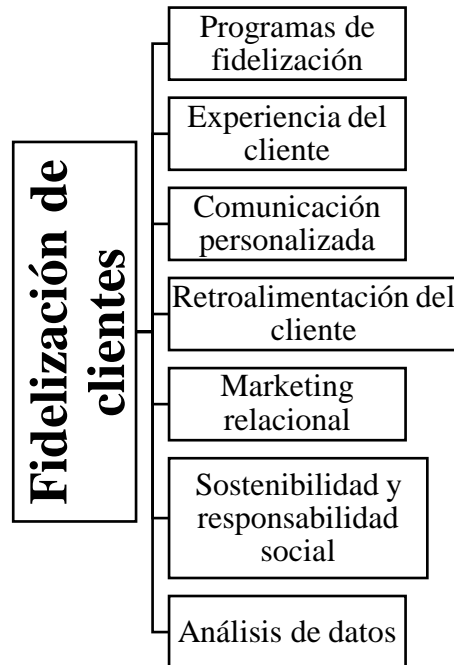 Fidelización de
clientes
Programas de
fidelización
Experiencia del
cliente
Comunicación
personalizada
Retroalimentación del
cliente
Marketing
relacional
Sostenibilidad y
responsabilidad
social
Análisis de datos